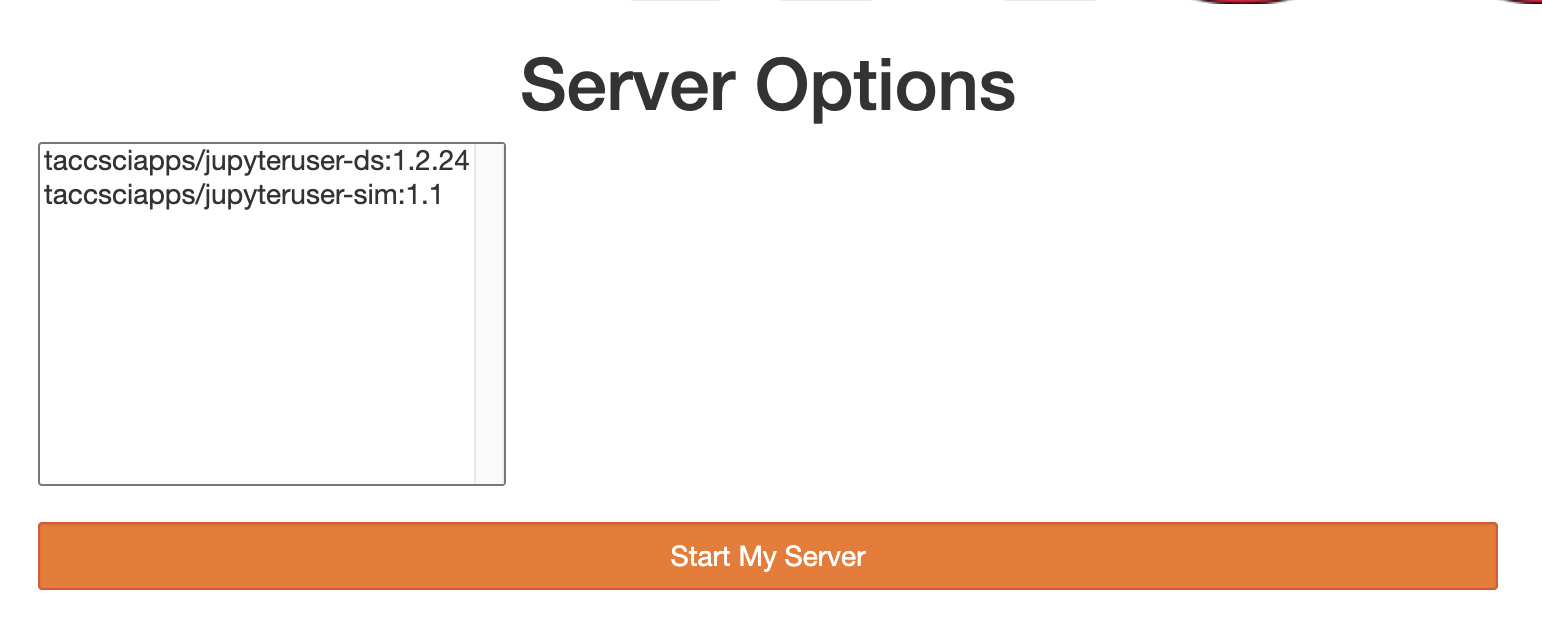 Server Options
taccsciapps/jupyteruser-ds:1.2.24
taccsciapps/jupyteruser-sim:1.1
Start My Server